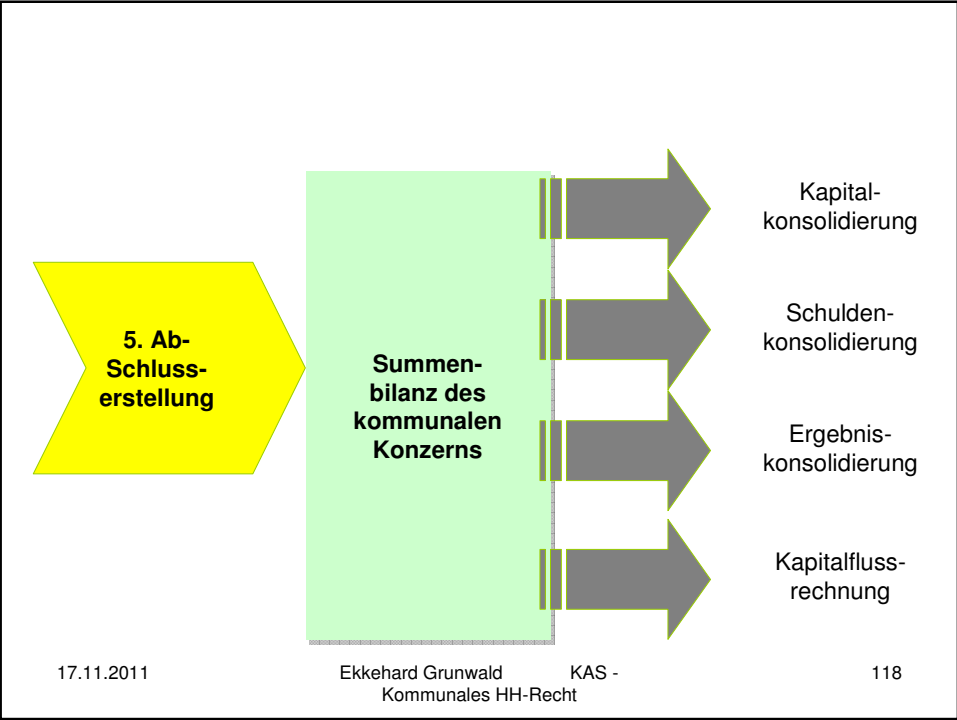 5. Ab-
Schluss-
erstellung
Summen-
bilanz des
kommunalen
Konzerns
Kapital-
konsolidierung
Schulden-
konsolidierung
Ergebnis-
konsolidierung
Kapitalfluss-
rechnung
17.11.2011
Ekkehard Grunwald KAS -
Kommunales HH-Recht
118